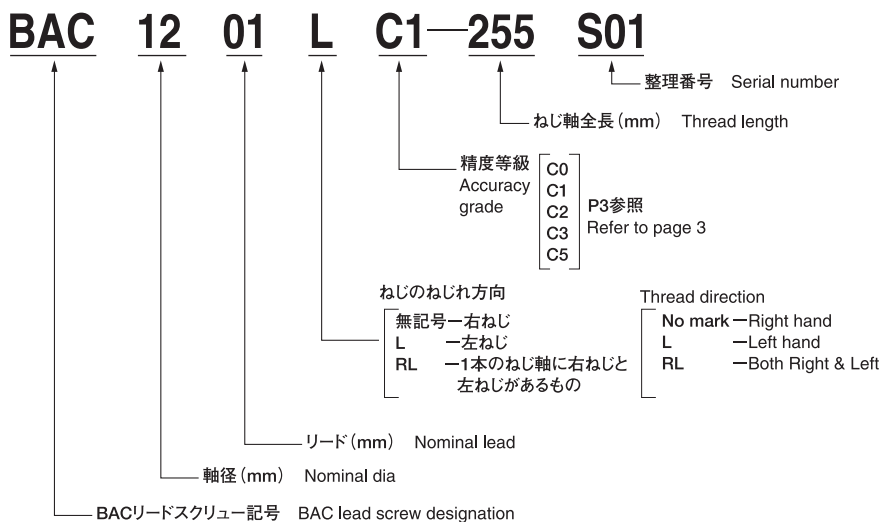 BAC 12 01 L C1－255 S01
整理番号 Serial number
ねじ軸全長（mm） Thread length
精度等級
Accuracy
grade
C0
C1
C2
C3
C5
P3参照
Refer to page 3
ねじのねじれ方向
無記号－右ねじ
L －左ねじ
RL －1本のねじ軸に右ねじと
左ねじがあるもの
Thread direction
No mark－Right hand
L －Left hand
RL －Both Right & Left
リード（mm） Nominal lead
軸径（mm） Nominal dia
BACリードスクリュー記号 BAC lead screw designation